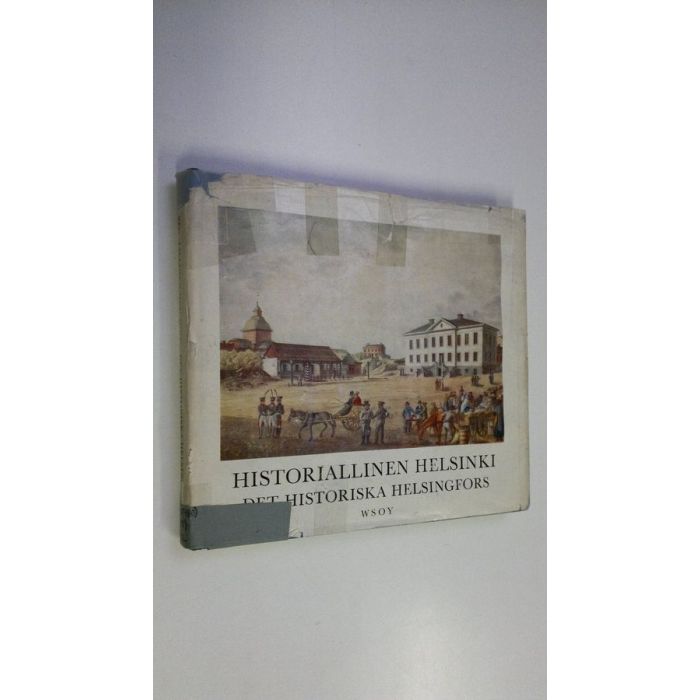 HISTORIALLINEN HELSINKI
DET HISTORISKA HELSINGFORS
WSOY